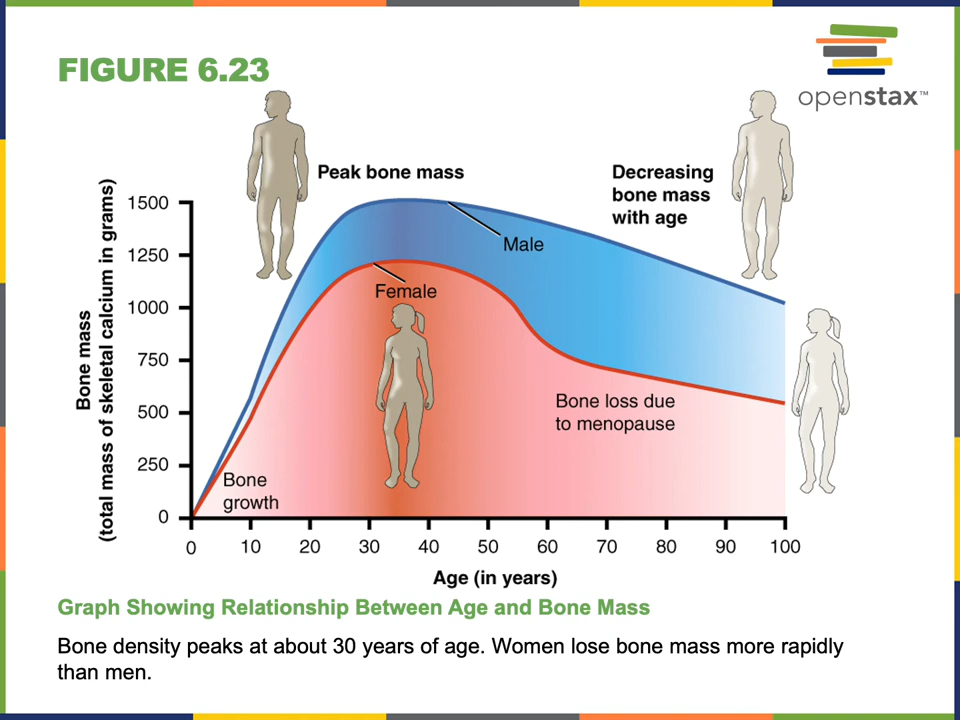 FIGURE 6.23
openstax™
Peak bone mass
Decreasing
bone mass
with age
Bone mass
(total mass of skeletal calcium in grams)
1500
1250
1000
750
500
250
0
Male
Female
Bone loss due
to menopause
Bone
growth
0 10 20 30 40 50 60 70 80 90 100
Age (in years)
Graph Showing Relationship Between Age and Bone Mass
Bone density peaks at about 30 years of age. Women lose bone mass more rapidly
than men.